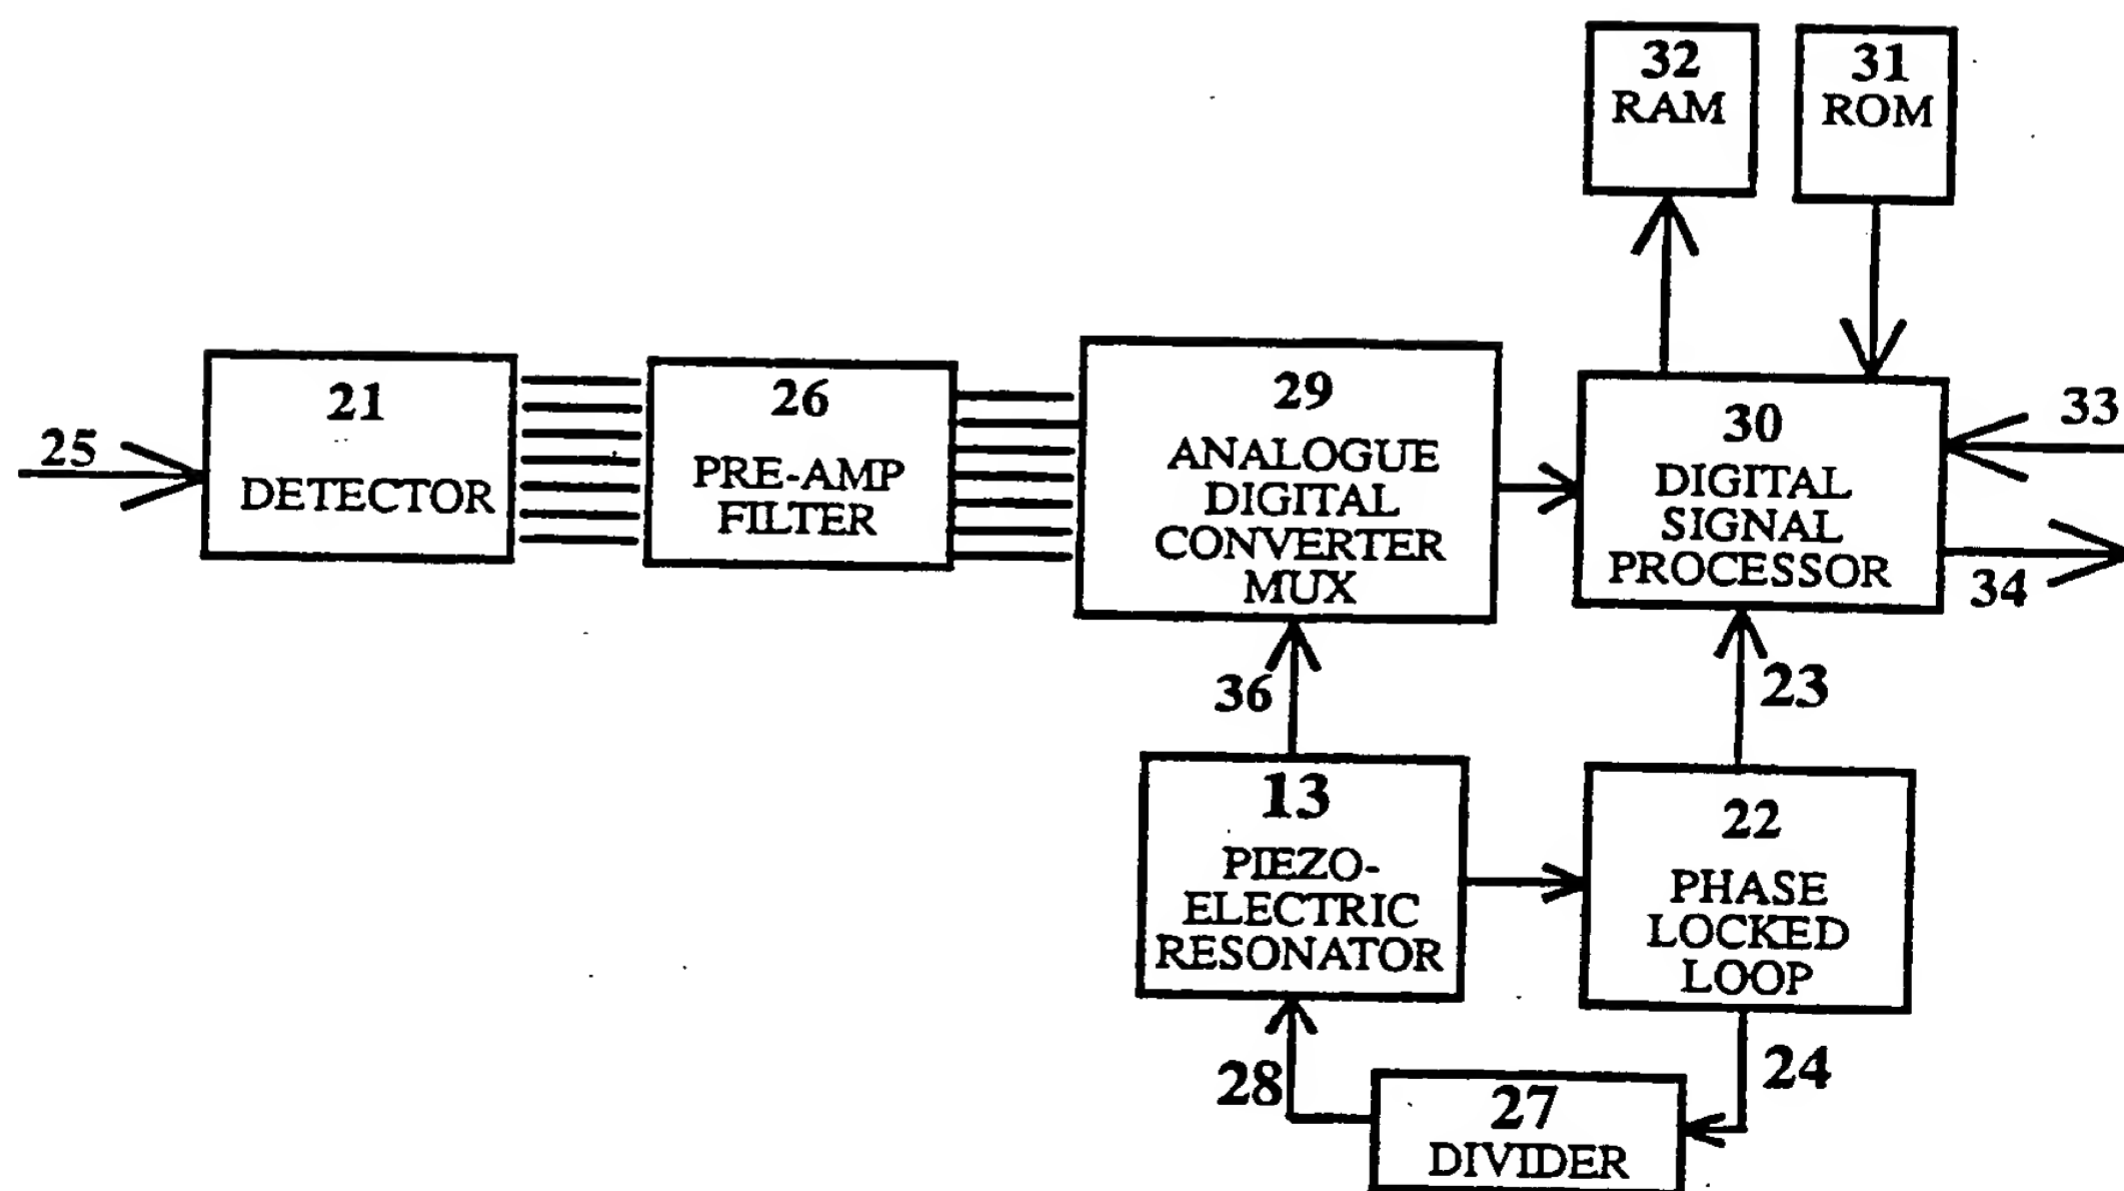 32
RAM
31
ROM
25
21
DETECTOR
26
PRE-AMP
FILTER
29
ANALOGUE
DIGITAL
CONVERTER
MUX
30
DIGITAL
SIGNAL
PROCESSOR
33
34
36
23
13
PIEZO-
ELECTRIC
RESONATOR
22
PHASE
LOCKED
LOOP
28
27
DIVIDER
24